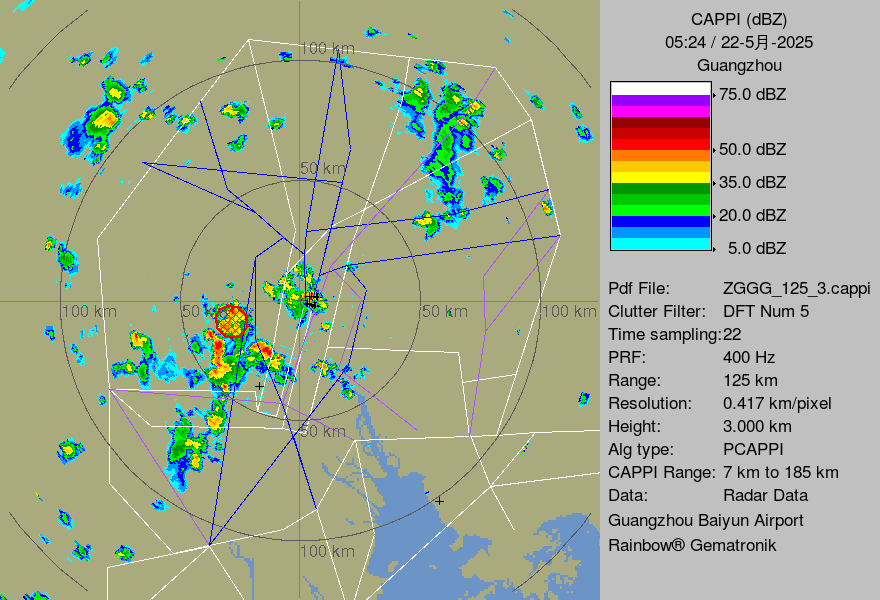 CAPPI (dBZ)
05:24 / 22-5月-2025
Guangzhou
75.0 dBZ
50.0 dBZ
35.0 dBZ
20.0 dBZ
5.0 dBZ
Pdf File: ZGGG_125_3.cappi
Clutter Filter: DFT Num 5
Time sampling:22
PRF: 400 Hz
Range: 125 km
Resolution: 0.417 km/pixel
Height: 3.000 km
Alg type: PCAPPI
CAPPI Range: 7 km to 185 km
Data: Radar Data
Guangzhou Baiyun Airport
Rainbow® Gematronik
100 km
50 km
100 km
50 km
50 km
100 km
50 km
100 km